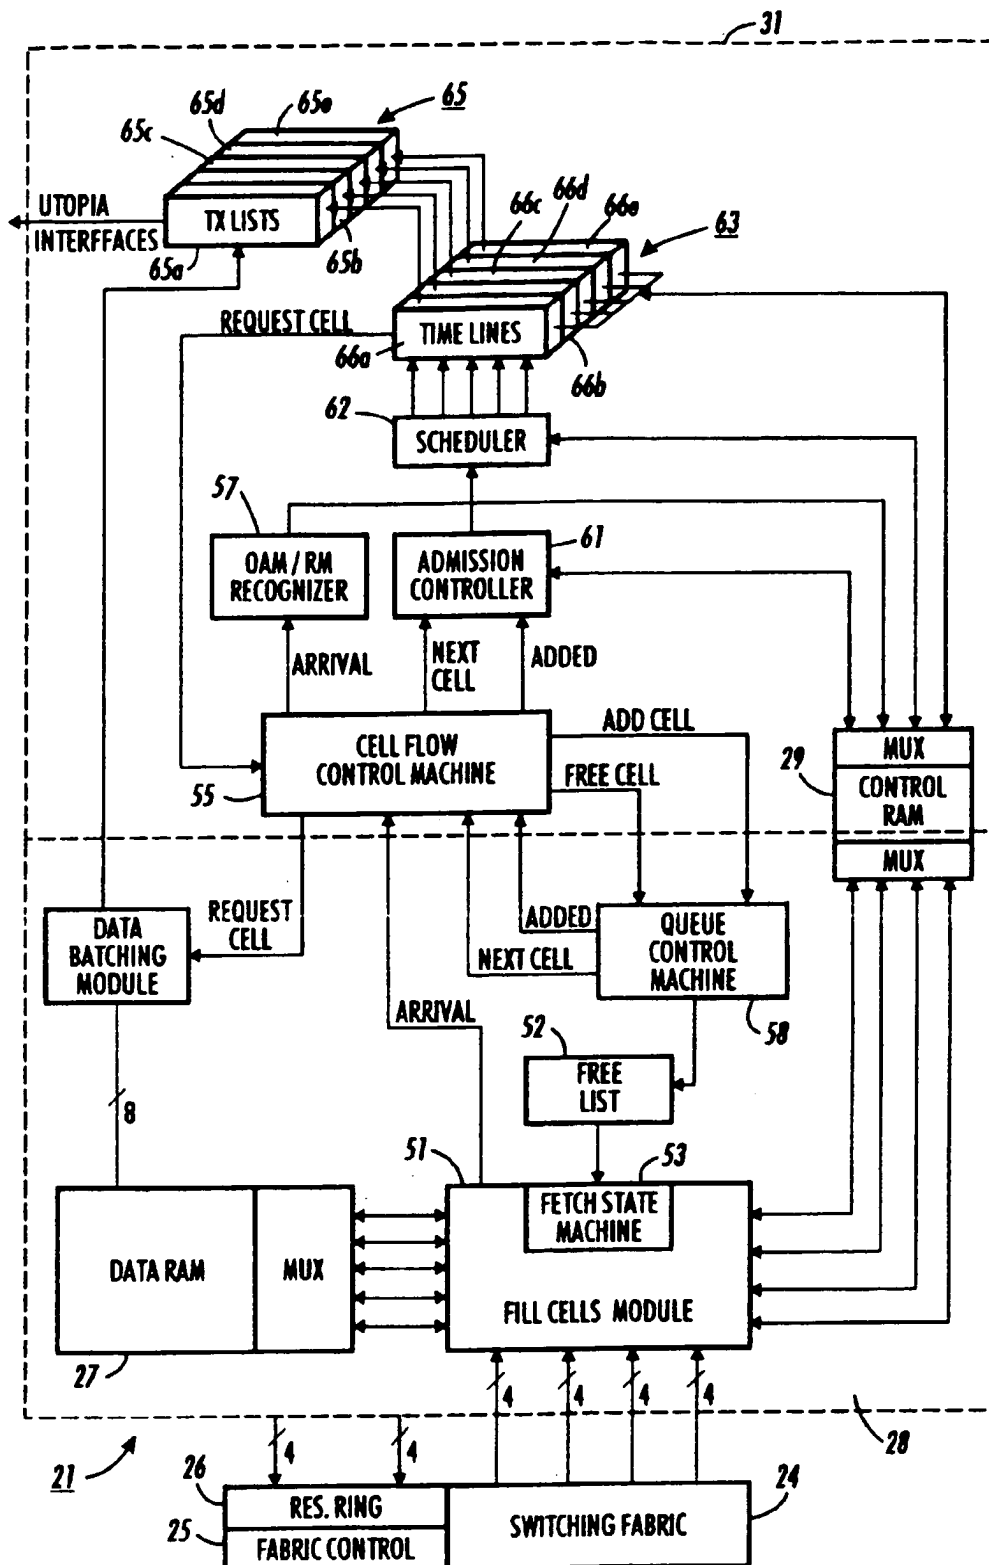 31
65
65e
65d
65c
UTOPIA
INTERFFACES
TX LISTS
65a
65b
66c
66d
66e
63
REQUEST CELL
TIME LINES
66a
66b
62
SCHEDULER
57
61
OAM / RM
RECOGNIZER
ADMISSION
CONTROLLER
ARRIVAL
NEXT
CELL
ADDED
ADD CELL
CELL FLOW
CONTROL MACHINE
FREE CELL
55
29
MUX
CONTROL
RAM
MUX
DATA
BATCHING
MODULE
REQUEST
CELL
ADDED
NEXT CELL
QUEUE
CONTROL
MACHINE
ARRIVAL
58
52
FREE
LIST
8
51
53
FETCH STATE
MACHINE
DATA RAM
MUX
FILL CELLS MODULE
27
4
4
4
4
28
21
4
4
26
RES. RING
24
25
FABRIC CONTROL
SWITCHING FABRIC